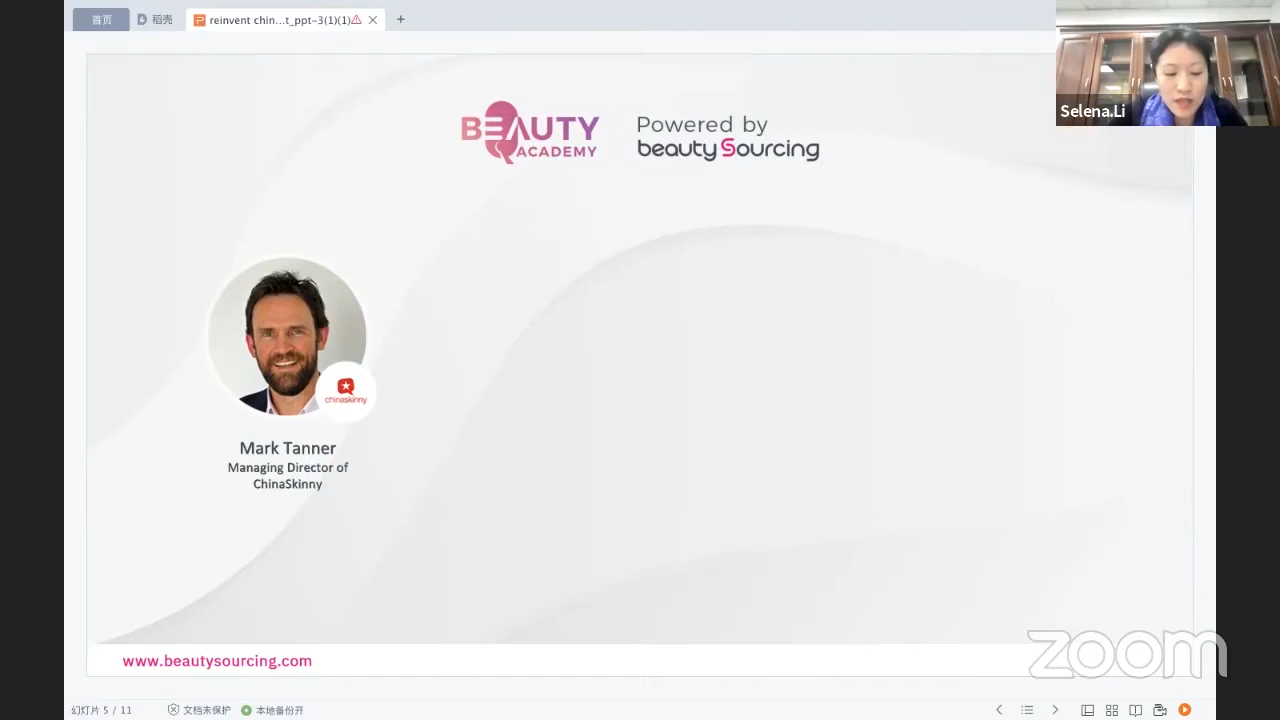 首页
稻壳
reinvent chin...t_ppt-3(1)(1)
Selena.Li
BEAUTY
ACADEMY
Powered by
beautySourcing
chinaskinny
Mark Tanner
Managing Director of
ChinaSkinny
www.beautysourcing.com
zoom
幻灯片 5 / 11
文档未保护
本地备份开